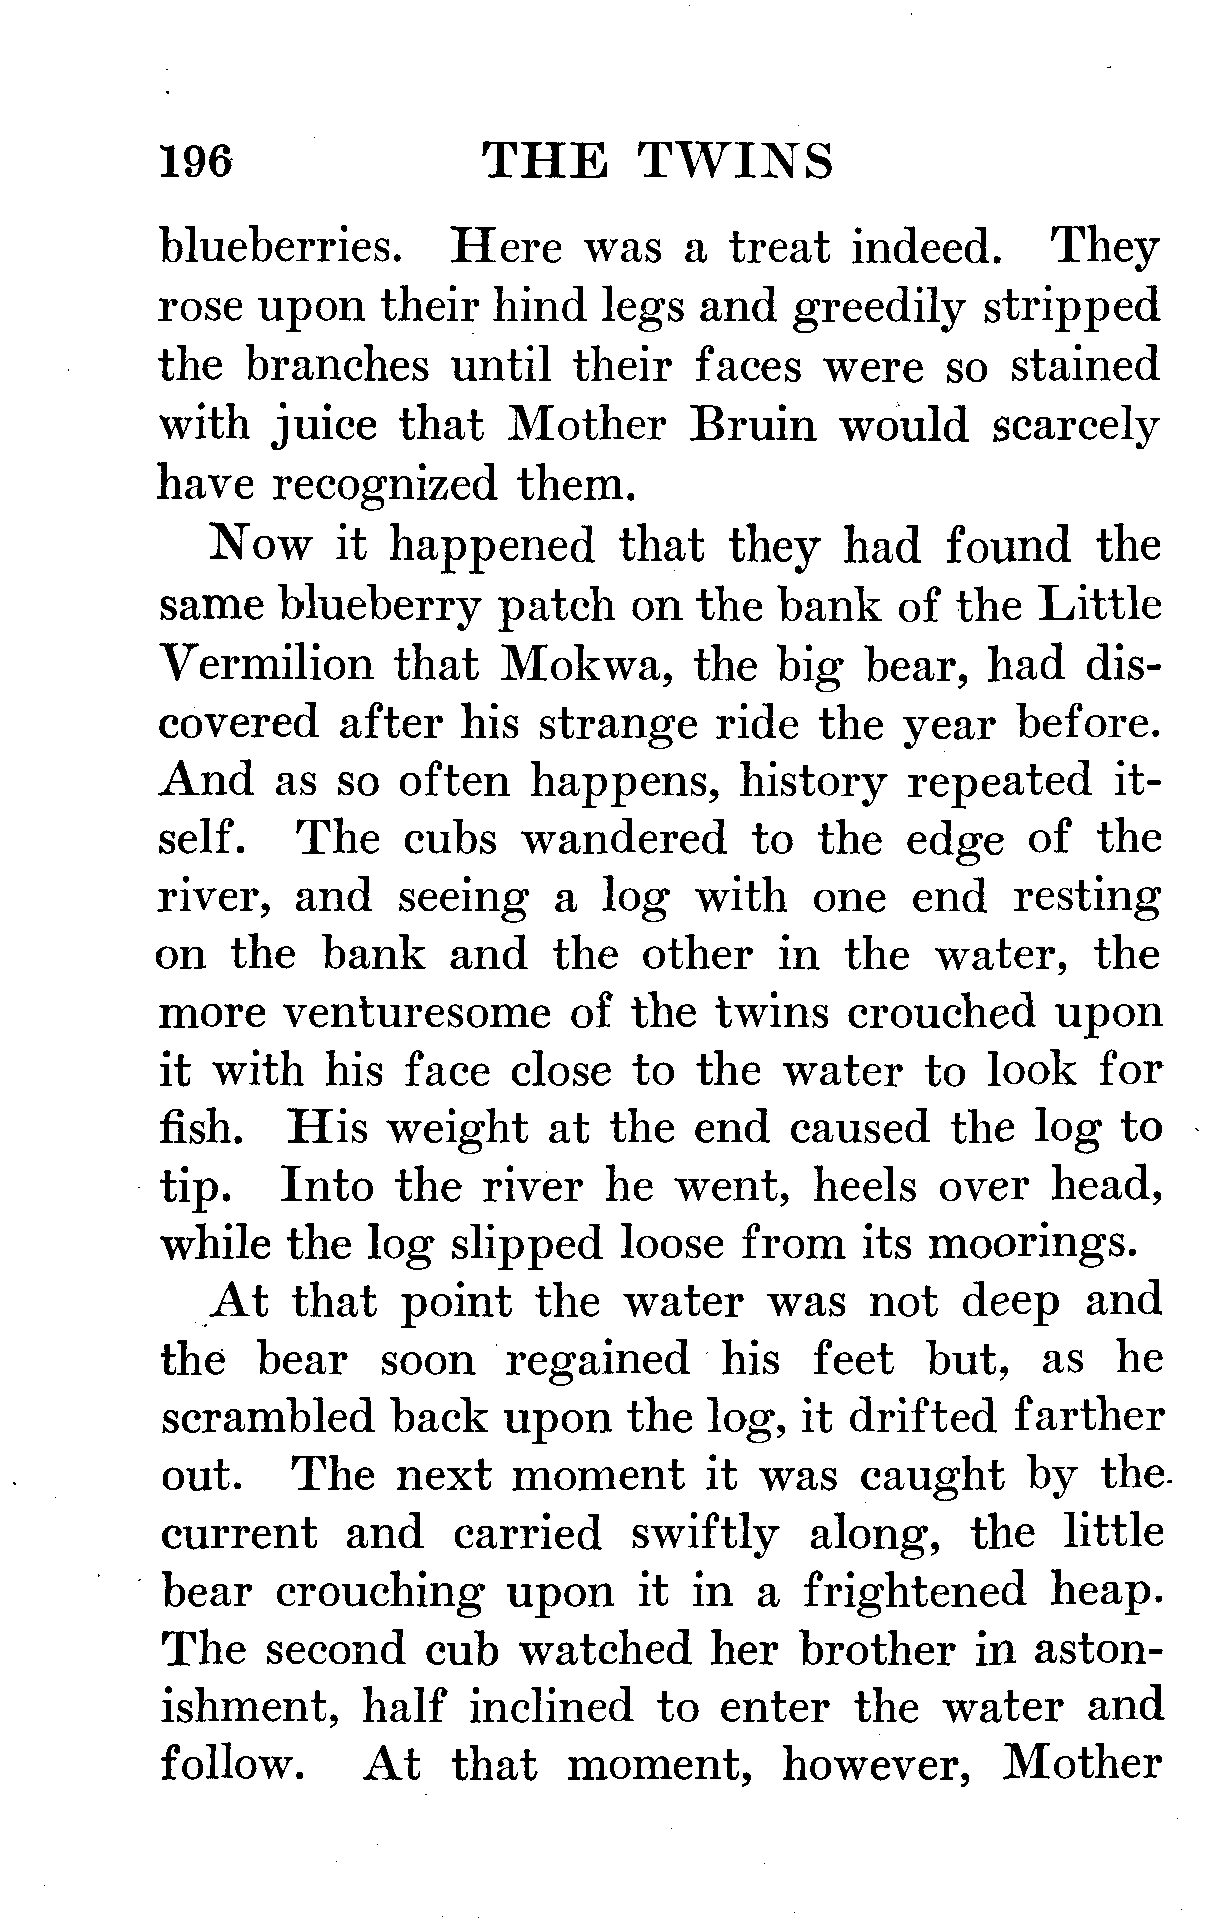 196 THE TWINS
blueberries. Here was a treat indeed. They
rose upon their hind legs and greedily stripped
the branches until their faces were so stained
with juice that Mother Bruin would scarcely
have recognized them.
Now it happened that they had found the
same blueberry patch on the bank of the Little
Vermilion that Mokwa, the big bear, had dis-
covered after his strange ride the year before.
And as so often happens, history repeated it-
self. The cubs wandered to the edge of the
river, and seeing a log with one end resting
on the bank and the other in the water, the
more venturesome of the twins crouched upon
it with his face close to the water to look for
fish. His weight at the end caused the log to
tip. Into the river he went, heels over head,
while the log slipped loose from its moorings.
At that point the water was not deep and
the bear soon regained his feet but, as he
scrambled back upon the log, it drifted farther
out. The next moment it was caught by the
current and carried swiftly along, the little
bear crouching upon it in a frightened heap.
The second cub watched her brother in aston-
ishment, half inclined to enter the water and
follow. At that moment, however, Mother